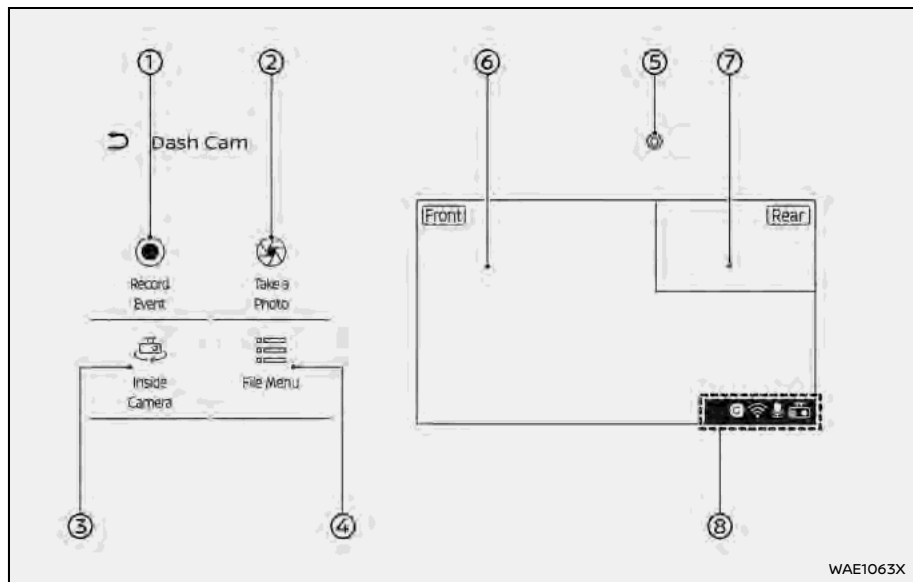 ① ② ⑥ ⑤ ⑦
Dash Cam
Front Rear
Record Take a
Event Photo
Inside File Menu
Camera
G
③ ④ ⑧
WAE1063X